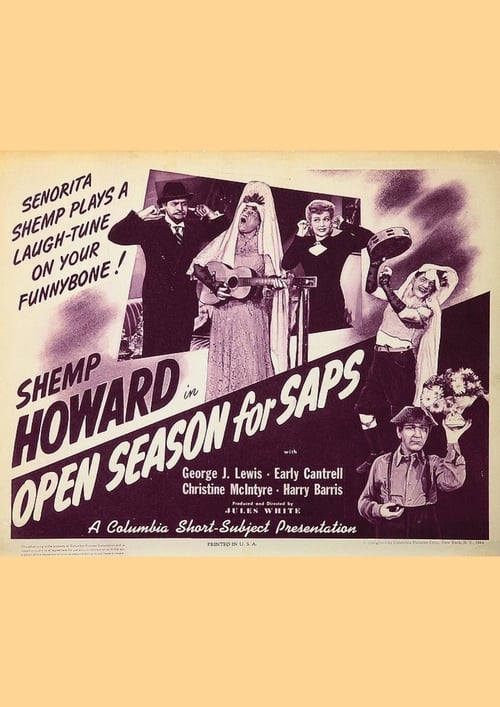 SENORITA
SHEMP PLAYS A
LAUGH-TUNE
ON YOUR
FUNNYBONE!
SHEMP
HOWARD in
OPEN SEASON for SAPS
with
George J. Lewis · Early Cantrell
Christine McIntyre · Harry Barris
Produced and Directed by
JULES WHITE
A Columbia Short-Subject Presentation
PRINTED IN U. S. A.